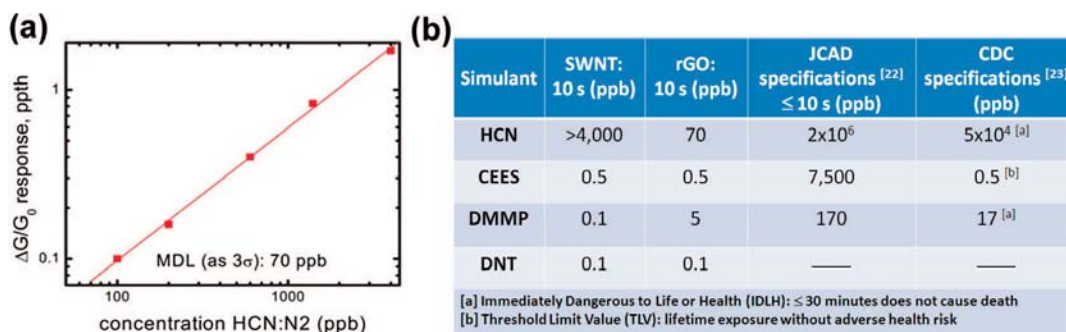 (a)
ΔG/G₀ response, ppth
1
0.1
MDL (as 3σ): 70 ppb
100
1000
concentration HCN:N2 (ppb)
(b)
Simulant
SWNT:
10 s (ppb)
rGO:
10 s (ppb)
JCAD
specifications [22]
≤ 10 s (ppb)
CDC
specifications [23]
(ppb)
HCN >4,000 70 2x10⁶ 5x10⁴ [a]
CEES 0.5 0.5 7,500 0.5 [b]
DMMP 0.1 5 170 17 [a]
DNT 0.1 0.1 —— ——
[a] Immediately Dangerous to Life or Health (IDLH): ≤ 30 minutes does not cause death
[b] Threshold Limit Value (TLV): lifetime exposure without adverse health risk